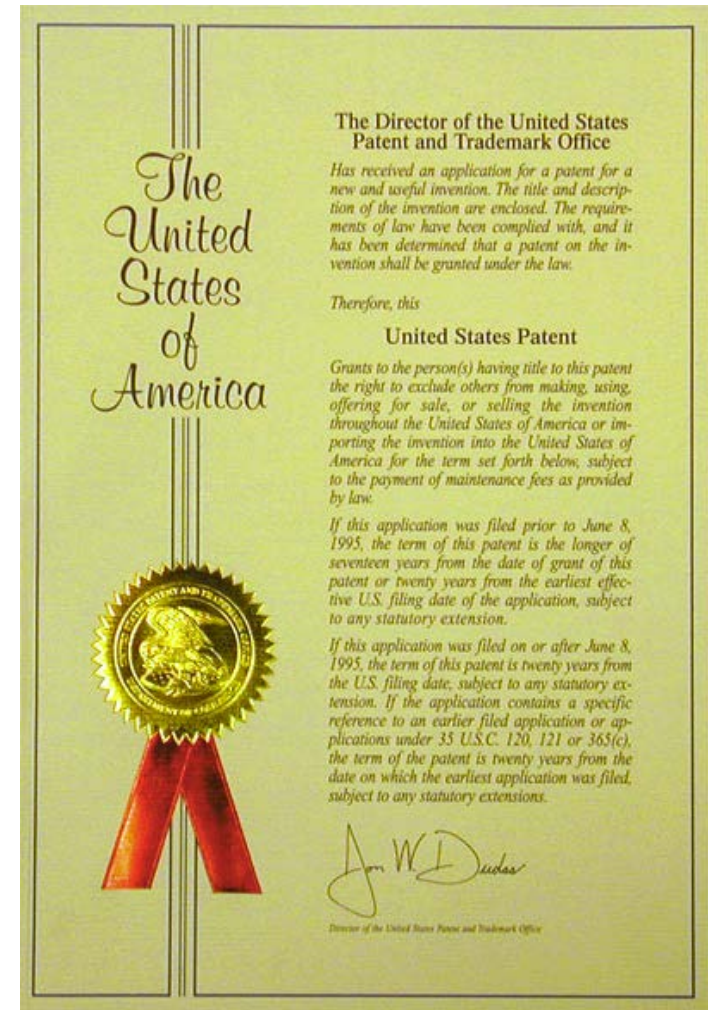 The
United
States
of
America
The Director of the United States
Patent and Trademark Office
Has received an application for a patent for a
new and useful invention. The title and descrip-
tion of the invention are enclosed. The require-
ments of law have been complied with, and it
has been determined that a patent on the in-
vention shall be granted under the law.
Therefore, this
United States Patent
Grants to the person(s) having title to this patent
the right to exclude others from making, using,
offering for sale, or selling the invention
throughout the United States of America or im-
porting the invention into the United States of
America for the term set forth below, subject
to the payment of maintenance fees as provided
by law.
If this application was filed prior to June 8,
1995, the term of this patent is the longer of
seventeen years from the date of grant of this
patent or twenty years from the earliest effec-
tive U.S. filing date of the application, subject
to any statutory extension.
If this application was filed on or after June 8,
1995, the term of this patent is twenty years from
the U.S. filing date, subject to any statutory ex-
tension. If the application contains a specific
reference to an earlier filed application or ap-
plications under 35 U.S.C. 120, 121 or 365(c),
the term of the patent is twenty years from the
date on which the earliest application was filed,
subject to any statutory extensions.
Jon W. Dudas
Director of the United States Patent and Trademark Office
PATENT AND TRADEMARK